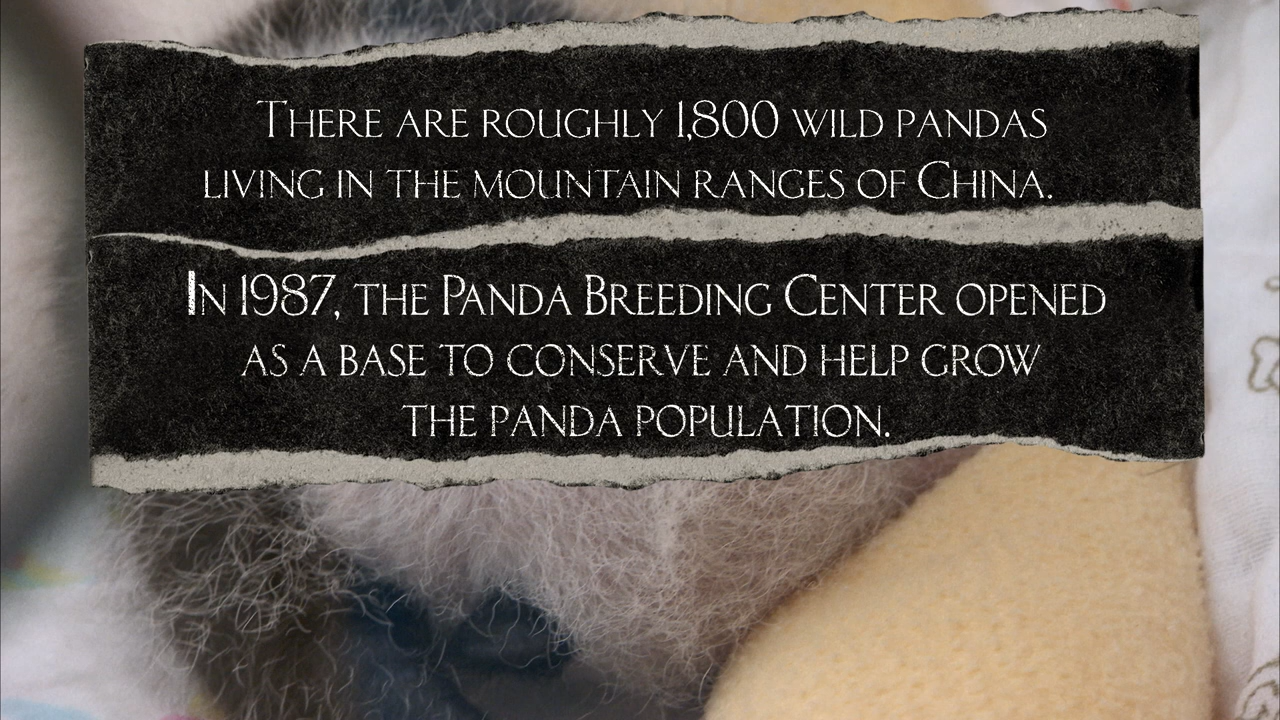 There are roughly 1,800 wild pandas
living in the mountain ranges of China.
In 1987, the Panda Breeding Center opened
as a base to conserve and help grow
the panda population.